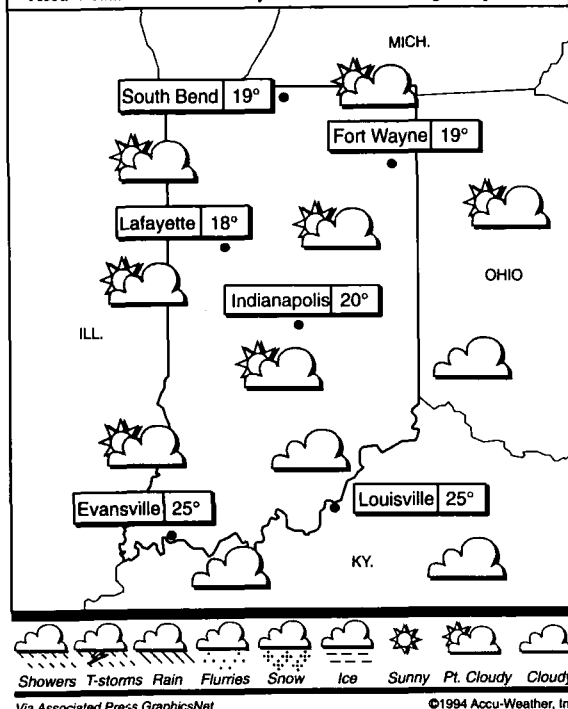 MICH.
South Bend 19°
Fort Wayne 19°
Lafayette 18°
OHIO
Indianapolis 20°
ILL.
Evansville 25°
Louisville 25°
KY.
Showers T-storms Rain Flurries Snow Ice Sunny Pt. Cloudy Cloudy
Via Associated Press GraphicsNet
©1994 Accu-Weather, In